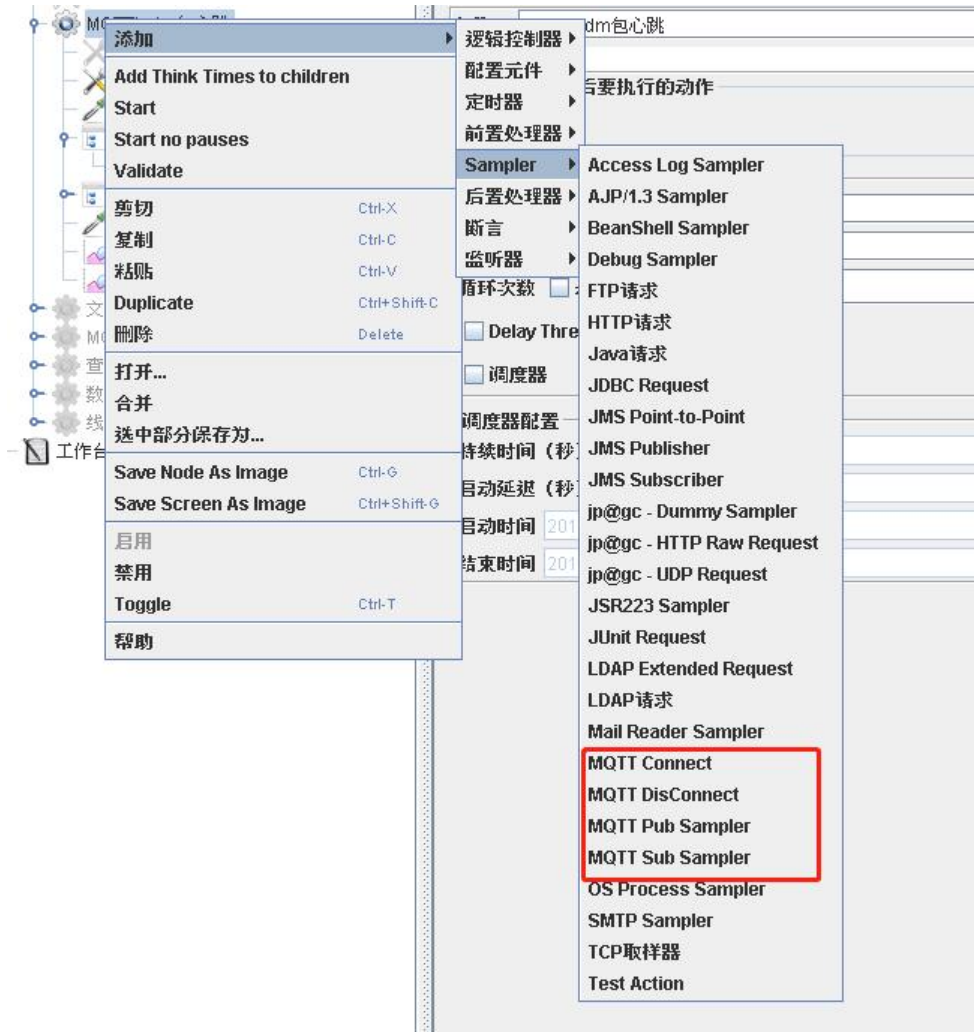 添加
Add Think Times to children
Start
Start no pauses
Validate
剪切 Ctrl-X
复制 Ctrl-C
粘贴 Ctrl-V
Duplicate Ctrl+Shift-C
删除 Delete
打开...
合并
选中部分保存为...
Save Node As Image Ctrl-G
Save Screen As Image Ctrl+Shift-G
启用
禁用
Toggle Ctrl-T
帮助
文
查
数
线
工作台
逻辑控制器
配置元件
定时器
前置处理器
Sampler
后置处理器
断言
监听器
dm包心跳
后要执行的动作
循环次数
Delay Thre
调度器
调度器配置
持续时间（秒）
启动延迟（秒）
启动时间 201
结束时间 201
Access Log Sampler
AJP/1.3 Sampler
BeanShell Sampler
Debug Sampler
FTP请求
HTTP请求
Java请求
JDBC Request
JMS Point-to-Point
JMS Publisher
JMS Subscriber
jp@gc - Dummy Sampler
jp@gc - HTTP Raw Request
jp@gc - UDP Request
JSR223 Sampler
JUnit Request
LDAP Extended Request
LDAP请求
Mail Reader Sampler
MQTT Connect
MQTT DisConnect
MQTT Pub Sampler
MQTT Sub Sampler
OS Process Sampler
SMTP Sampler
TCP取样器
Test Action